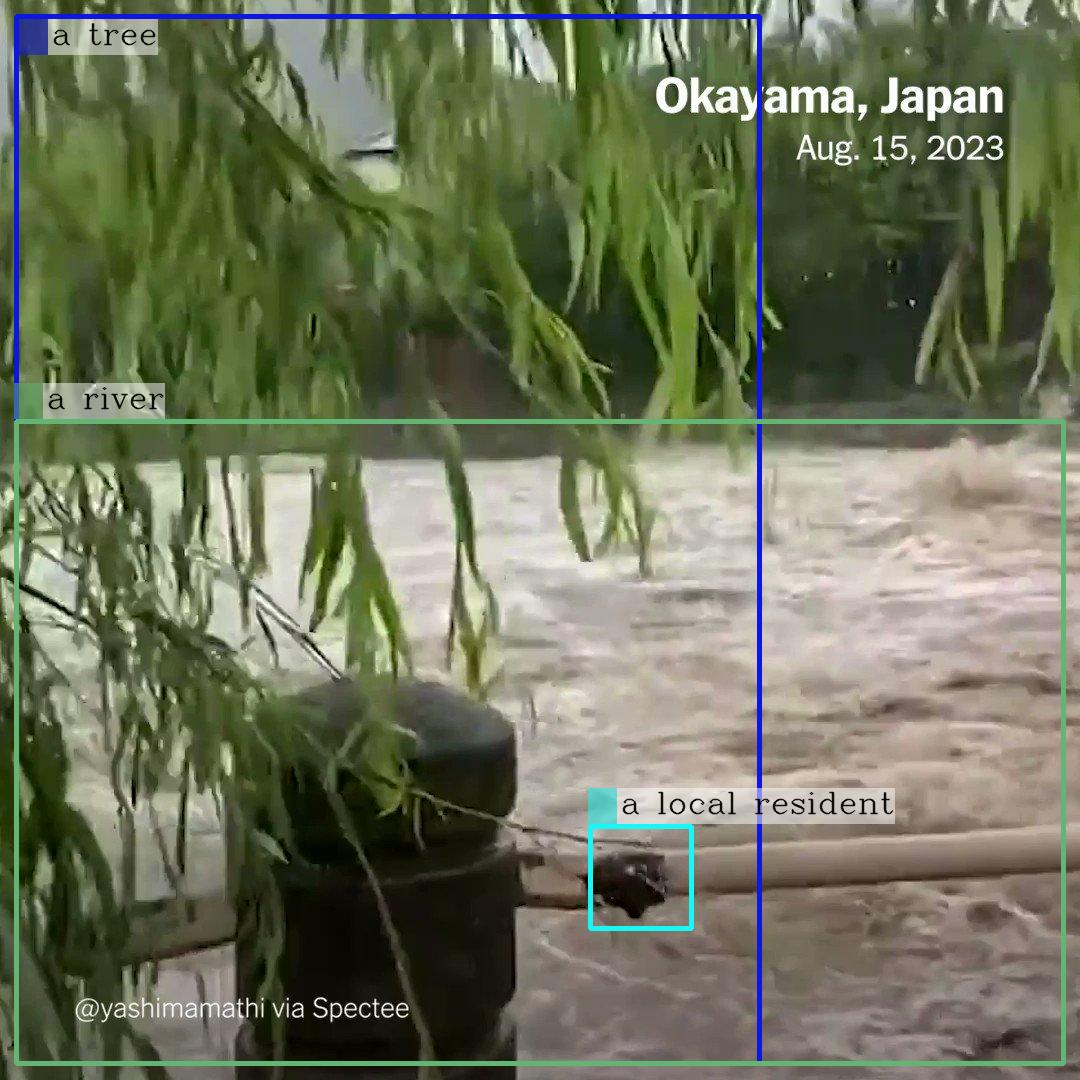 a tree
Okayama, Japan
Aug. 15, 2023
a river
a local resident
@yashimamathi via Spectee